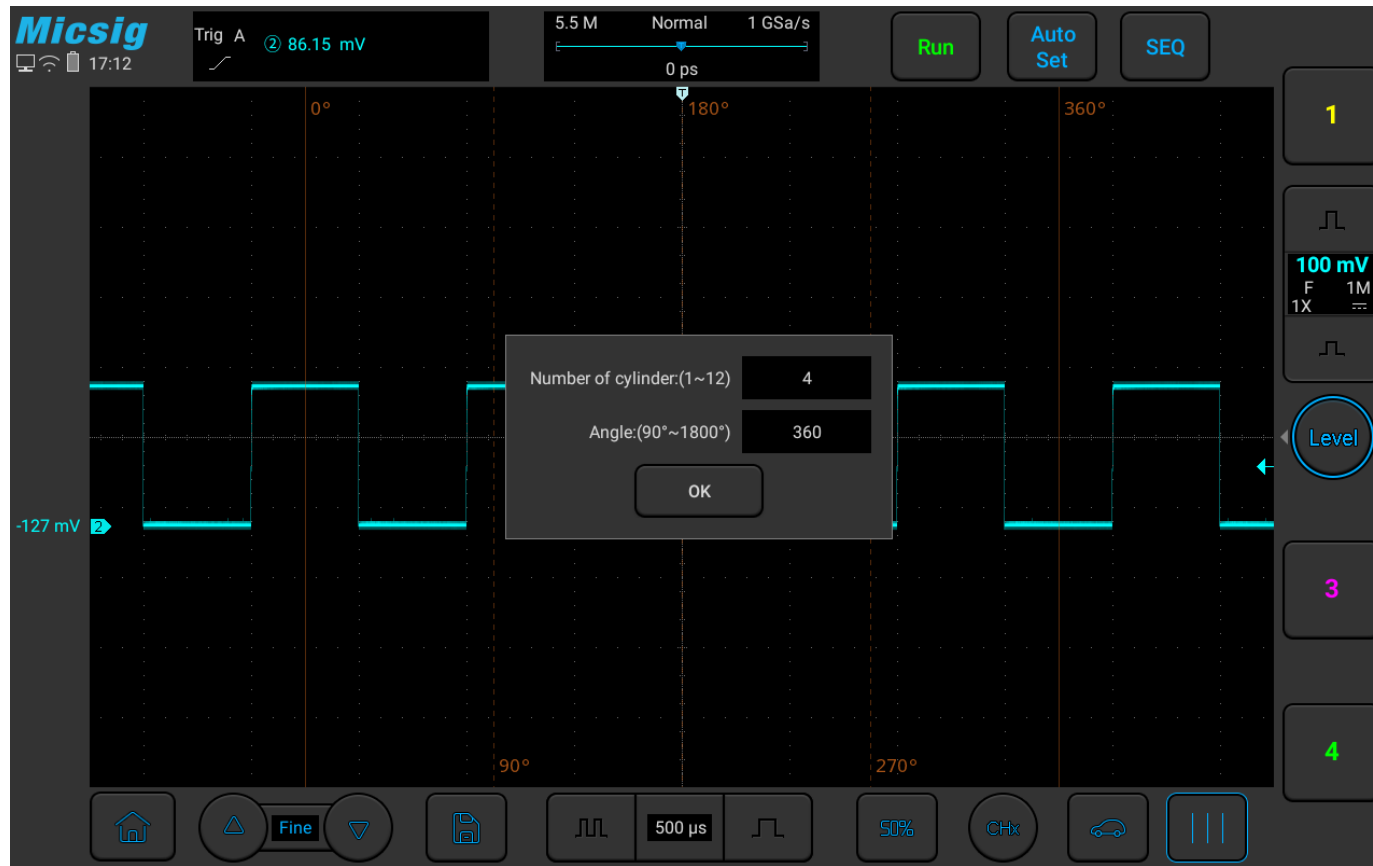 Micsig
17:12
Trig A ② 86.15 mV
5.5 M Normal 1 GSa/s
0 ps
Run
Auto
Set
SEQ
T
0°
180°
360°
1
100 mV
F 1M
1X
Number of cylinder:(1~12) 4
Angle:(90°~1800°) 360
OK
Level
-127 mV 2
3
90°
270°
4
Fine
500 µs
50%
CHx